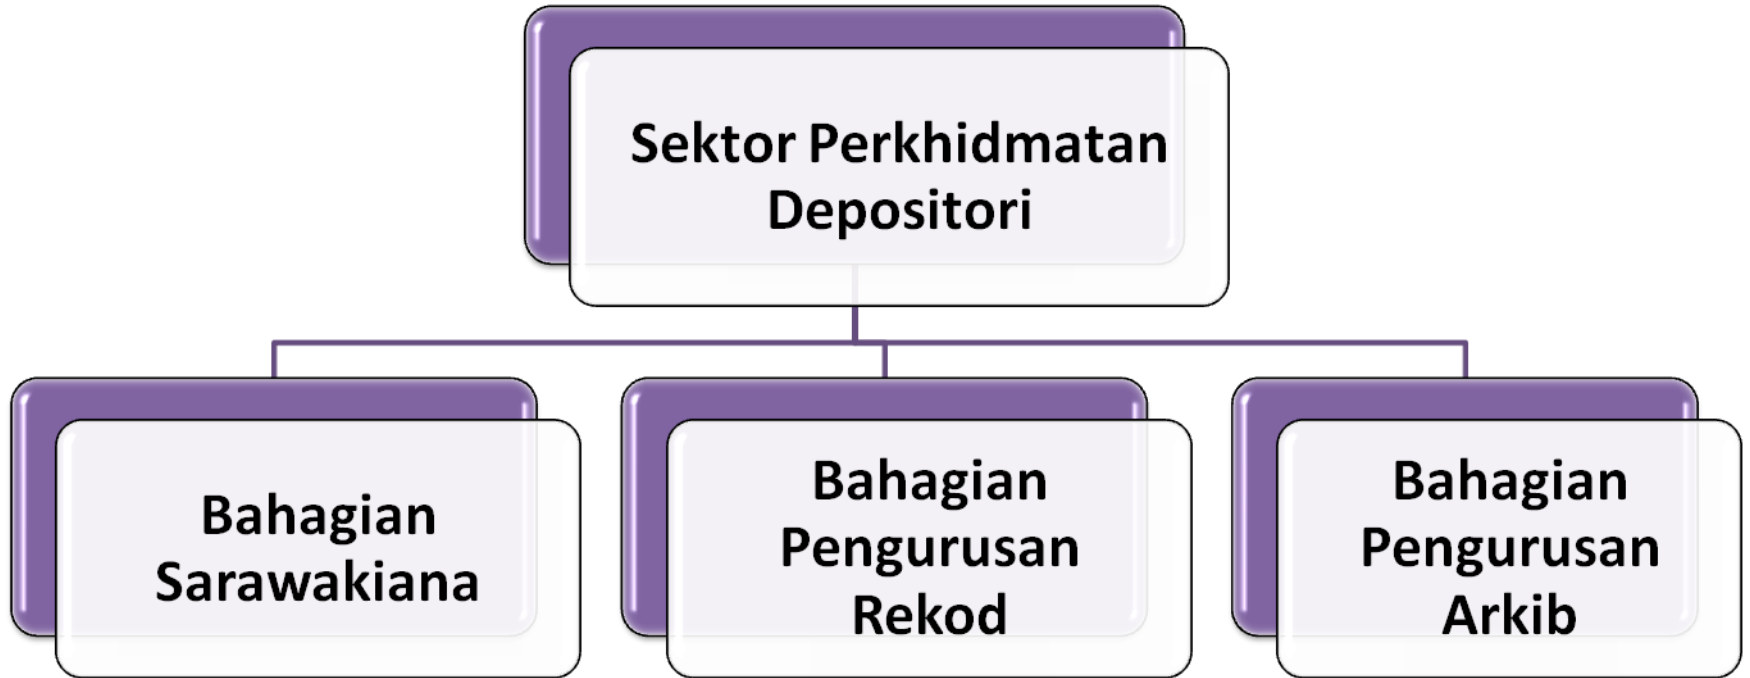 Sektor Perkhidmatan
Depositori
Bahagian
Sarawakiana
Bahagian
Pengurusan
Rekod
Bahagian
Pengurusan
Arkib